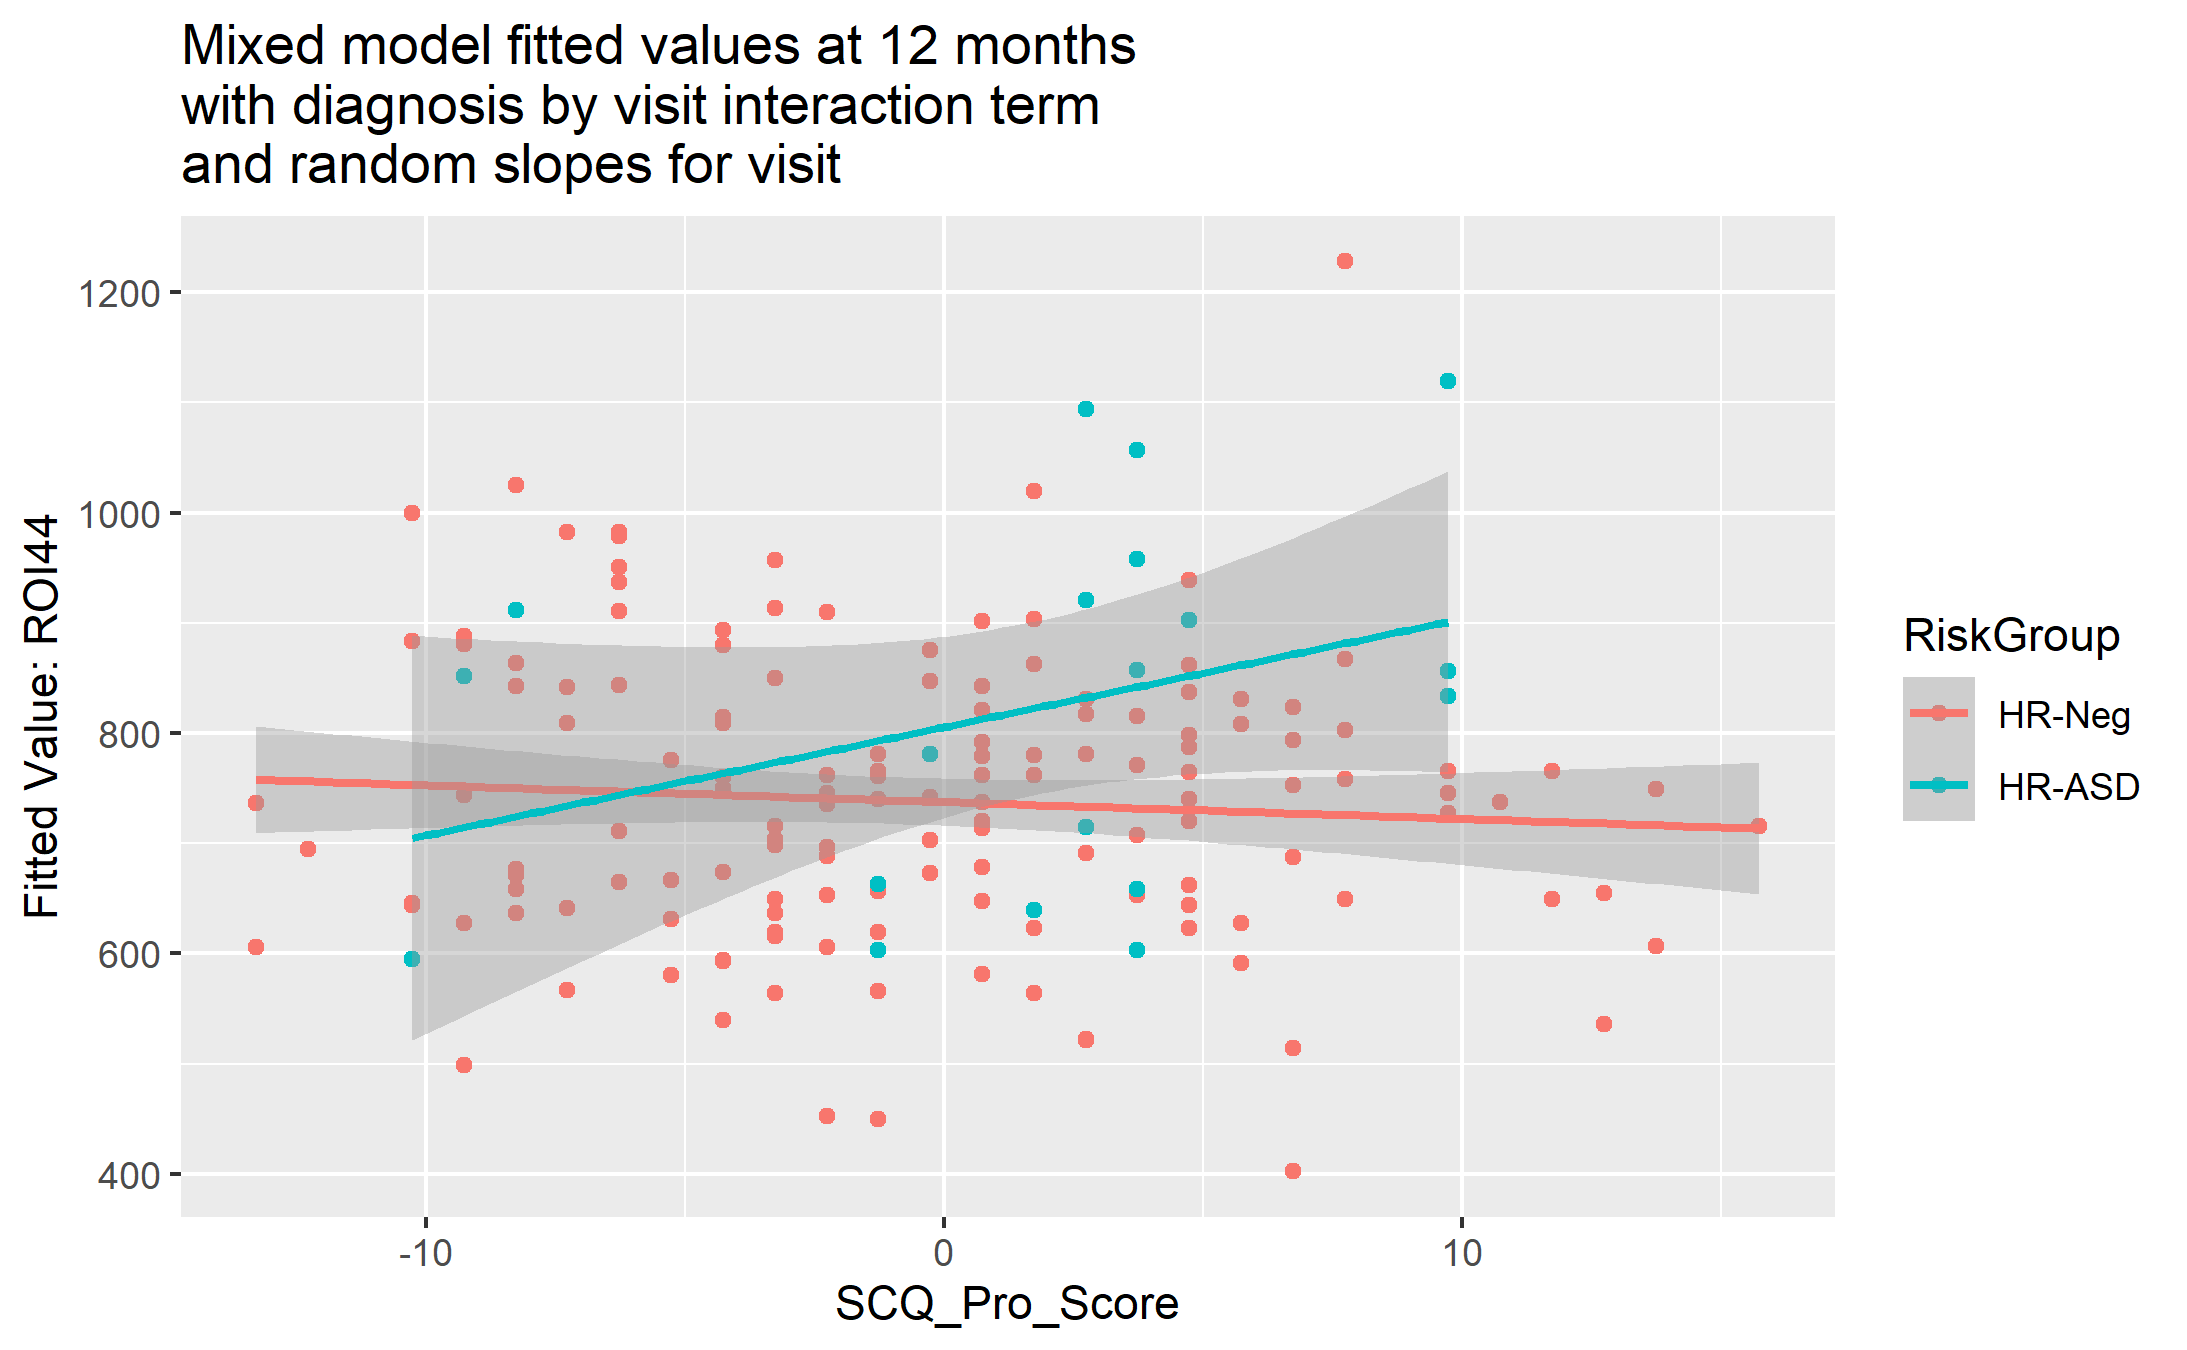 Mixed model fitted values at 12 months
with diagnosis by visit interaction term
and random slopes for visit
1200
1000
800
600
400
Fitted Value: ROI44
-10
0
10
SCQ_Pro_Score
RiskGroup
HR-Neg
HR-ASD